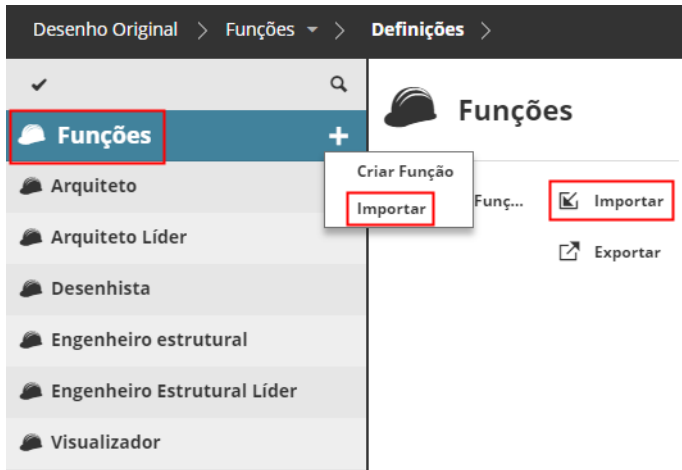 Desenho Original > Funções > Definições >
Funções
Arquiteto
Arquiteto Líder
Desenhista
Engenheiro estrutural
Engenheiro Estrutural Líder
Visualizador
Criar Função
Importar
Funções
Funç...
Importar
Exportar